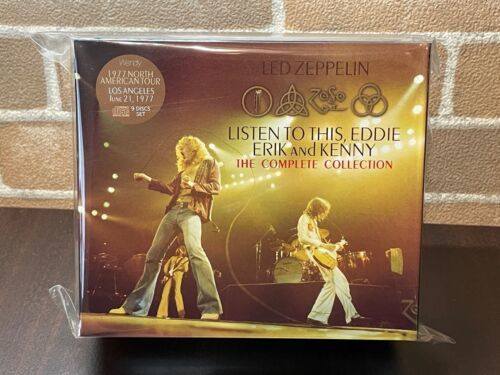 Wendy
1977 NORTH
AMERICAN TOUR
LOS ANGELES
JUNE 21, 1977
9 DISCS
SET
LED ZEPPELIN
LISTEN TO THIS, EDDIE
ERIK and KENNY
THE COMPLETE COLLECTION